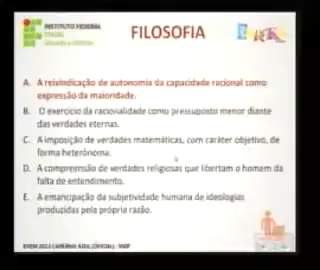 INSTITUTO FEDERAL
FILOSOFIA
A. A reivindicação de autonomia da capacidade racional como
expressão da maioridade.
B. O exercício da racionalidade como pressuposto menor diante
das verdades eternas.
C. A imposição de verdades matemáticas, com caráter objetivo, de
forma heterônoma.
D. A compreensão de verdades religiosas que libertam o homem da
falta de entendimento.
E. A emancipação da subjetividade humana de ideologias
produzidas pela própria razão.